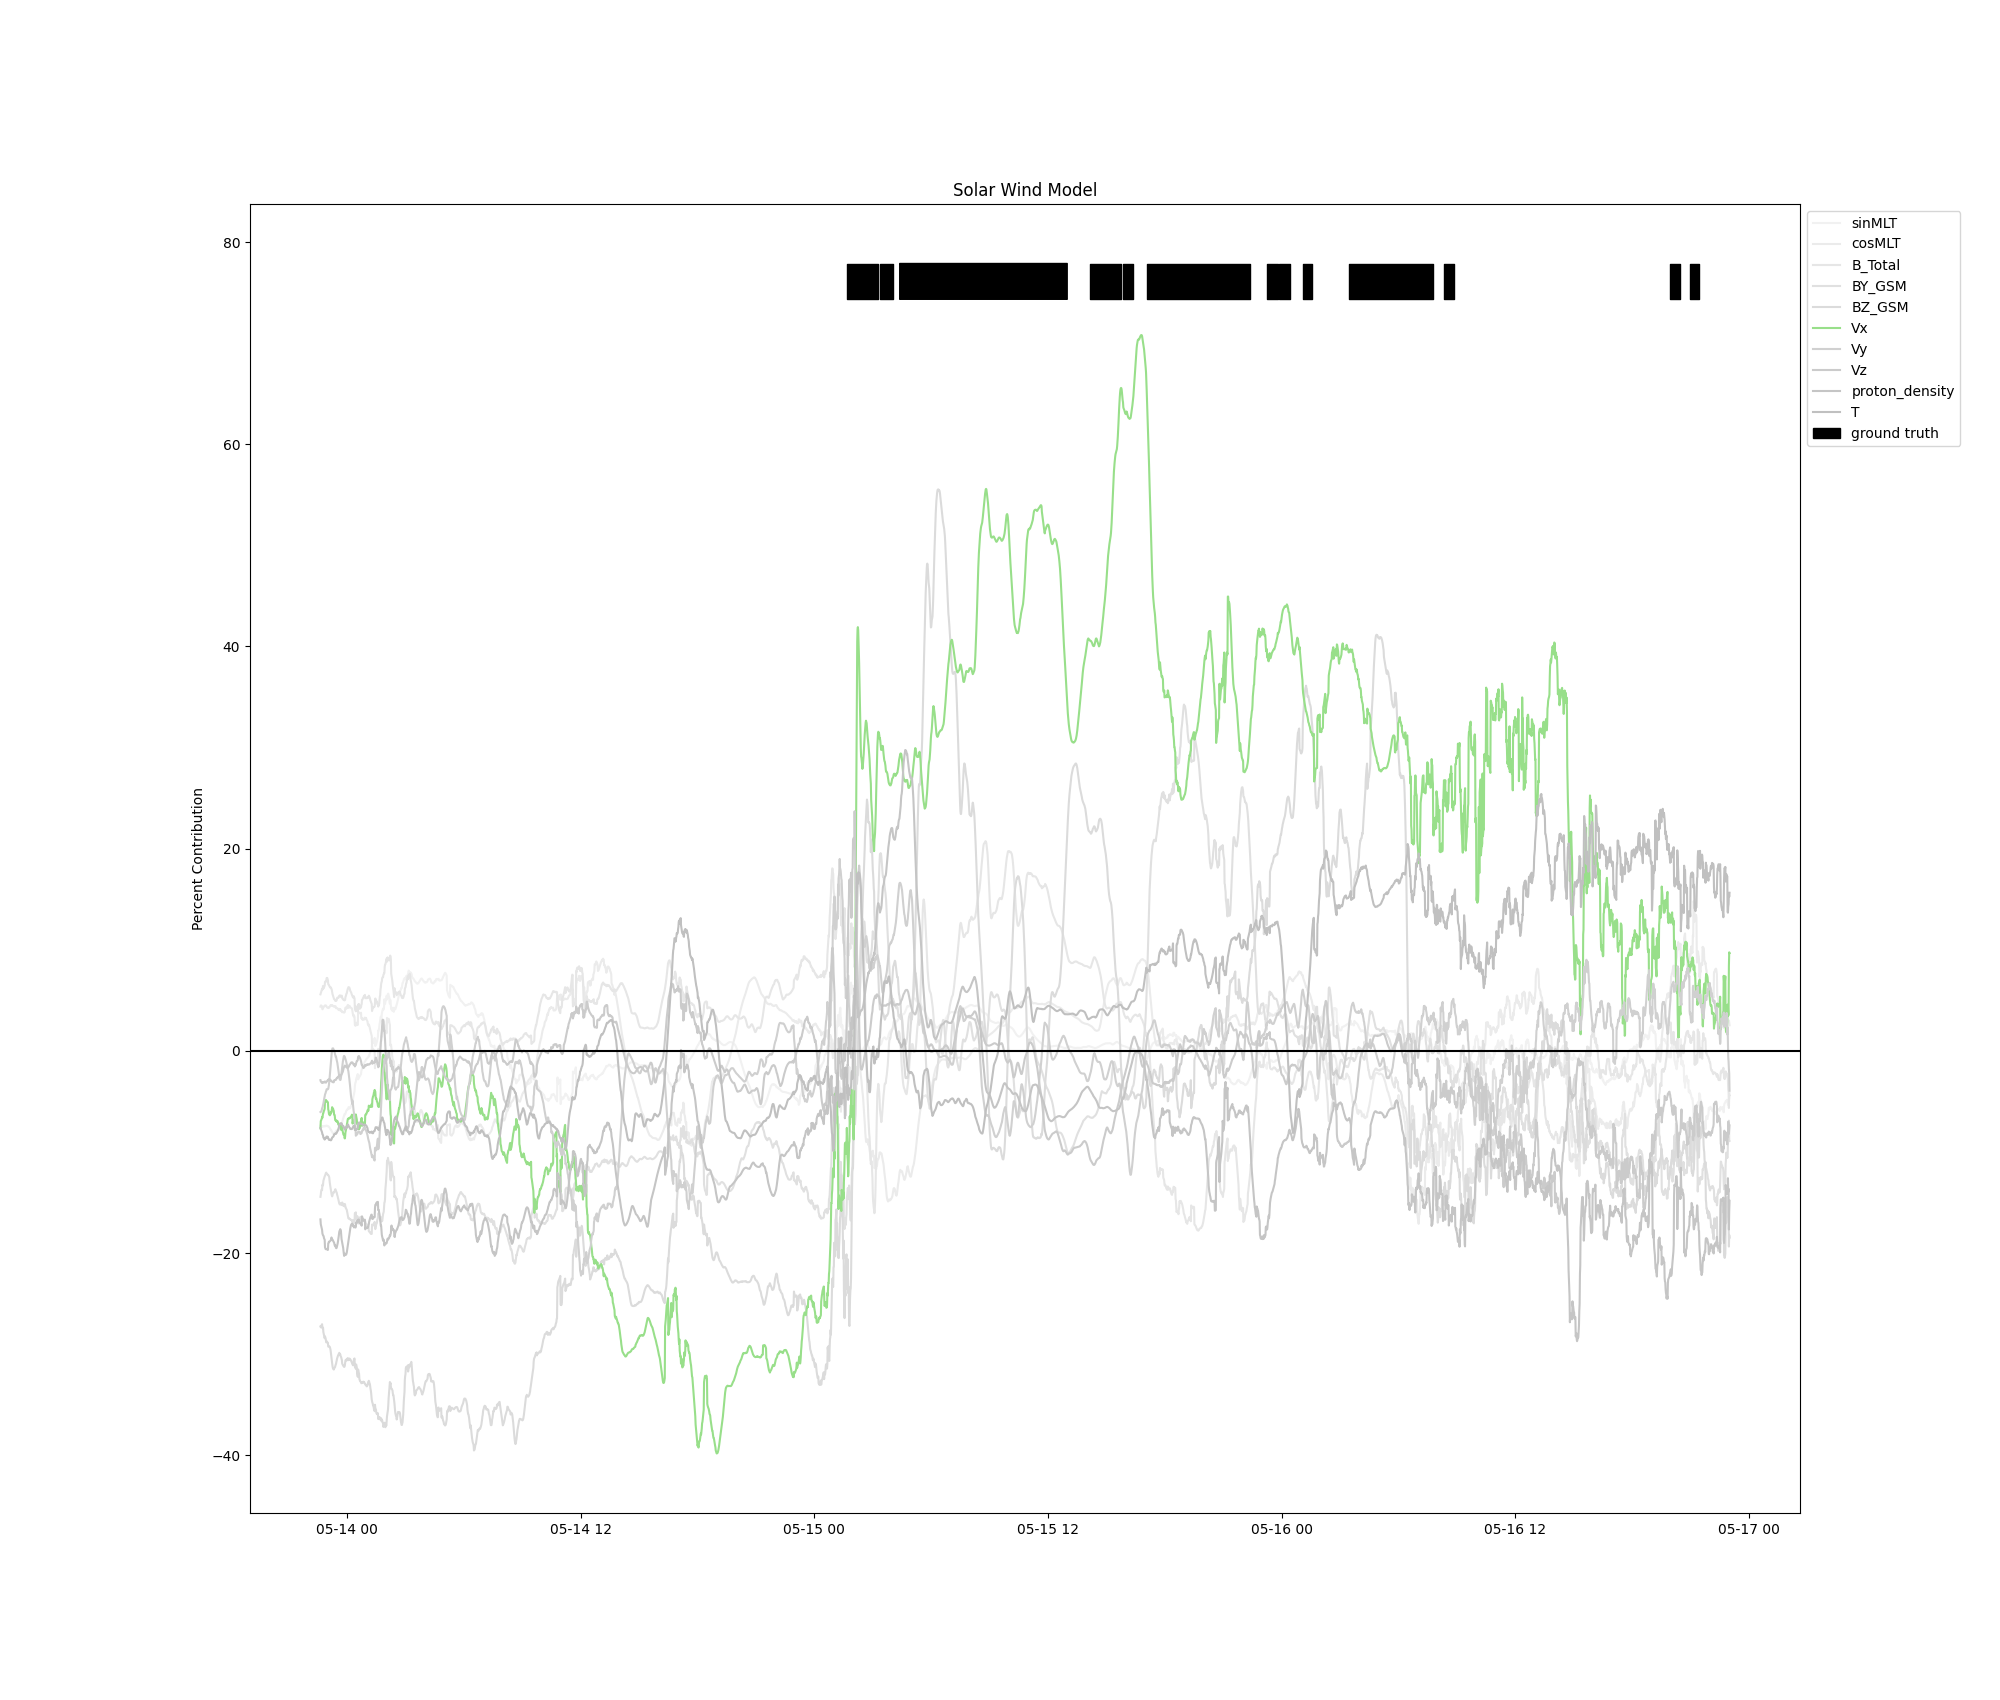 Solar Wind Model
80
60
40
20
0
−20
−40
Percent Contribution
05-14 00
05-14 12
05-15 00
05-15 12
05-16 00
05-16 12
05-17 00
sinMLT
cosMLT
B_Total
BY_GSM
BZ_GSM
Vx
Vy
Vz
proton_density
T
ground truth